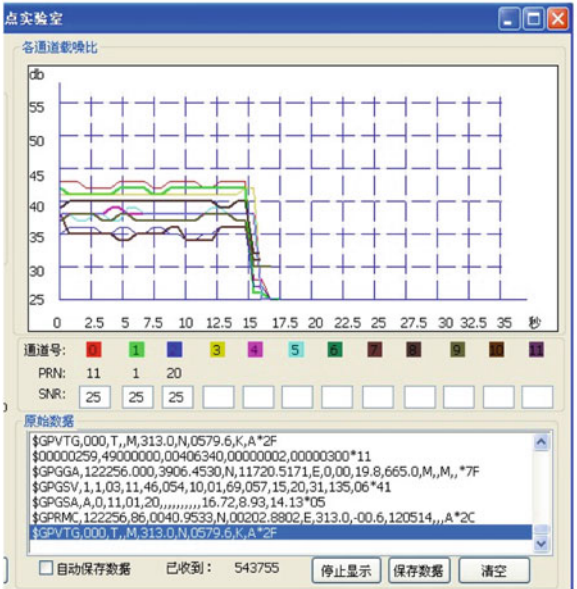 点实验室
各通道载噪比
db
55
50
45
40
35
30
25
0 2.5 5 7.5 10 12.5 15 17.5 20 22.5 25 27.5 30 32.5 35 秒
通道号: 0 1 2 3 4 5 6 7 8 9 10 11
PRN: 11 1 20
SNR: 25 25 25
原始数据
$GPVTG,000,T,,M,313.0,N,0579.6,K,A*2F
$00000259,49000000,00406340,00000002,00000300*11
$GPGGA,122256.000,3906.4530,N,11720.5171,E,0,00,19.8,665.0,M,,M,,*7F
$GPGSV,1,1,03,11,46,054,10,01,69,057,15,20,31,135,06*41
$GPGSA,A,0,11,01,20,,,,,,,,,,16.72,8.93,14.13*05
$GPRMC,122256,86,0040.9533,N,00202.8802,E,313.0,-00.6,120514,,,A*2C
$GPVTG,000,T,,M,313.0,N,0579.6,K,A*2F
自动保存数据 已收到: 543755 停止显示 保存数据 清空